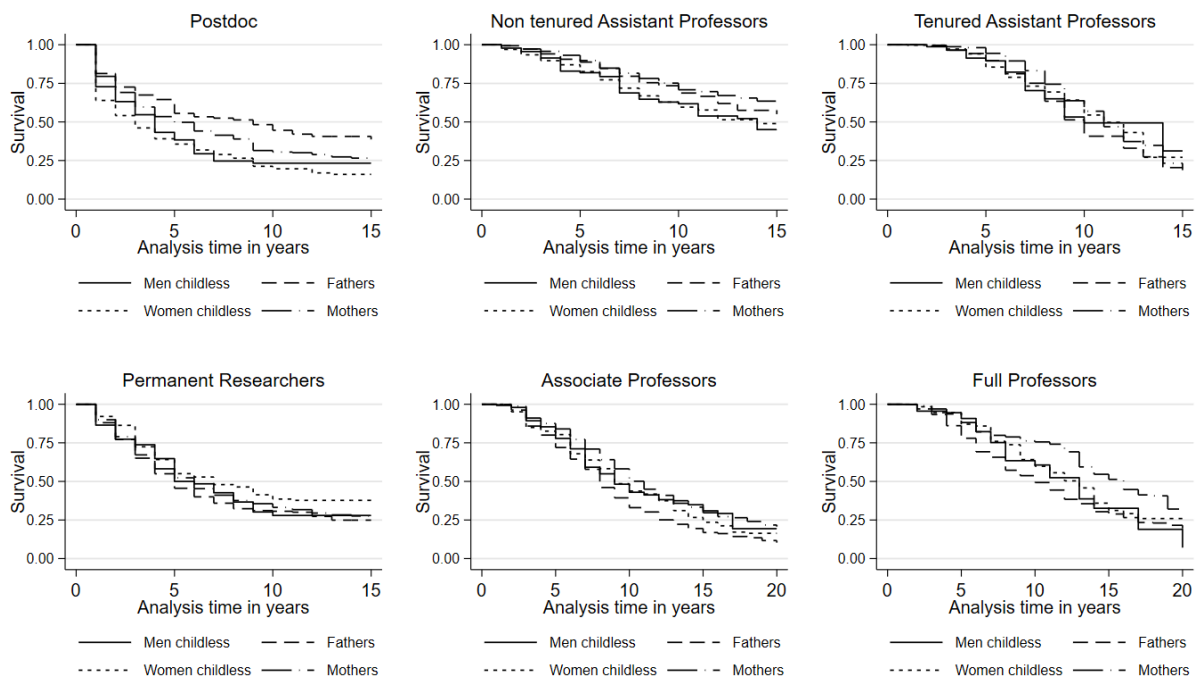 Postdoc
1.00
0.75
0.50
0.25
0.00
Survival
0 5 10 15
Analysis time in years
Men childless
Fathers
Women childless
Mothers
Non tenured Assistant Professors
1.00
0.75
0.50
0.25
0.00
Survival
0 5 10 15
Analysis time in years
Men childless
Fathers
Women childless
Mothers
Tenured Assistant Professors
1.00
0.75
0.50
0.25
0.00
Survival
0 5 10 15
Analysis time in years
Men childless
Fathers
Women childless
Mothers
Permanent Researchers
1.00
0.75
0.50
0.25
0.00
Survival
0 5 10 15
Analysis time in years
Men childless
Fathers
Women childless
Mothers
Associate Professors
1.00
0.75
0.50
0.25
0.00
Survival
0 5 10 15 20
Analysis time in years
Men childless
Fathers
Women childless
Mothers
Full Professors
1.00
0.75
0.50
0.25
0.00
Survival
0 5 10 15 20
Analysis time in years
Men childless
Fathers
Women childless
Mothers